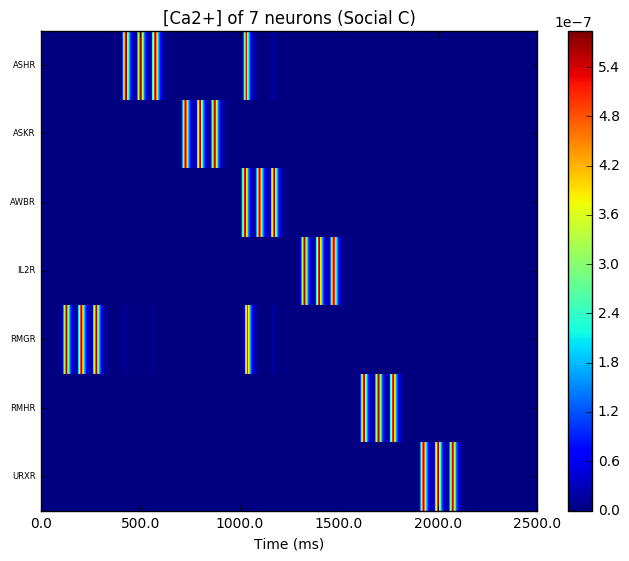 [Ca2+] of 7 neurons (Social C)
1e−7
ASHR
ASKR
AWBR
IL2R
RMGR
RMHR
URXR
5.4
4.8
4.2
3.6
3.0
2.4
1.8
1.2
0.6
0.0
0.0 500.0 1000.0 1500.0 2000.0 2500.0
Time (ms)